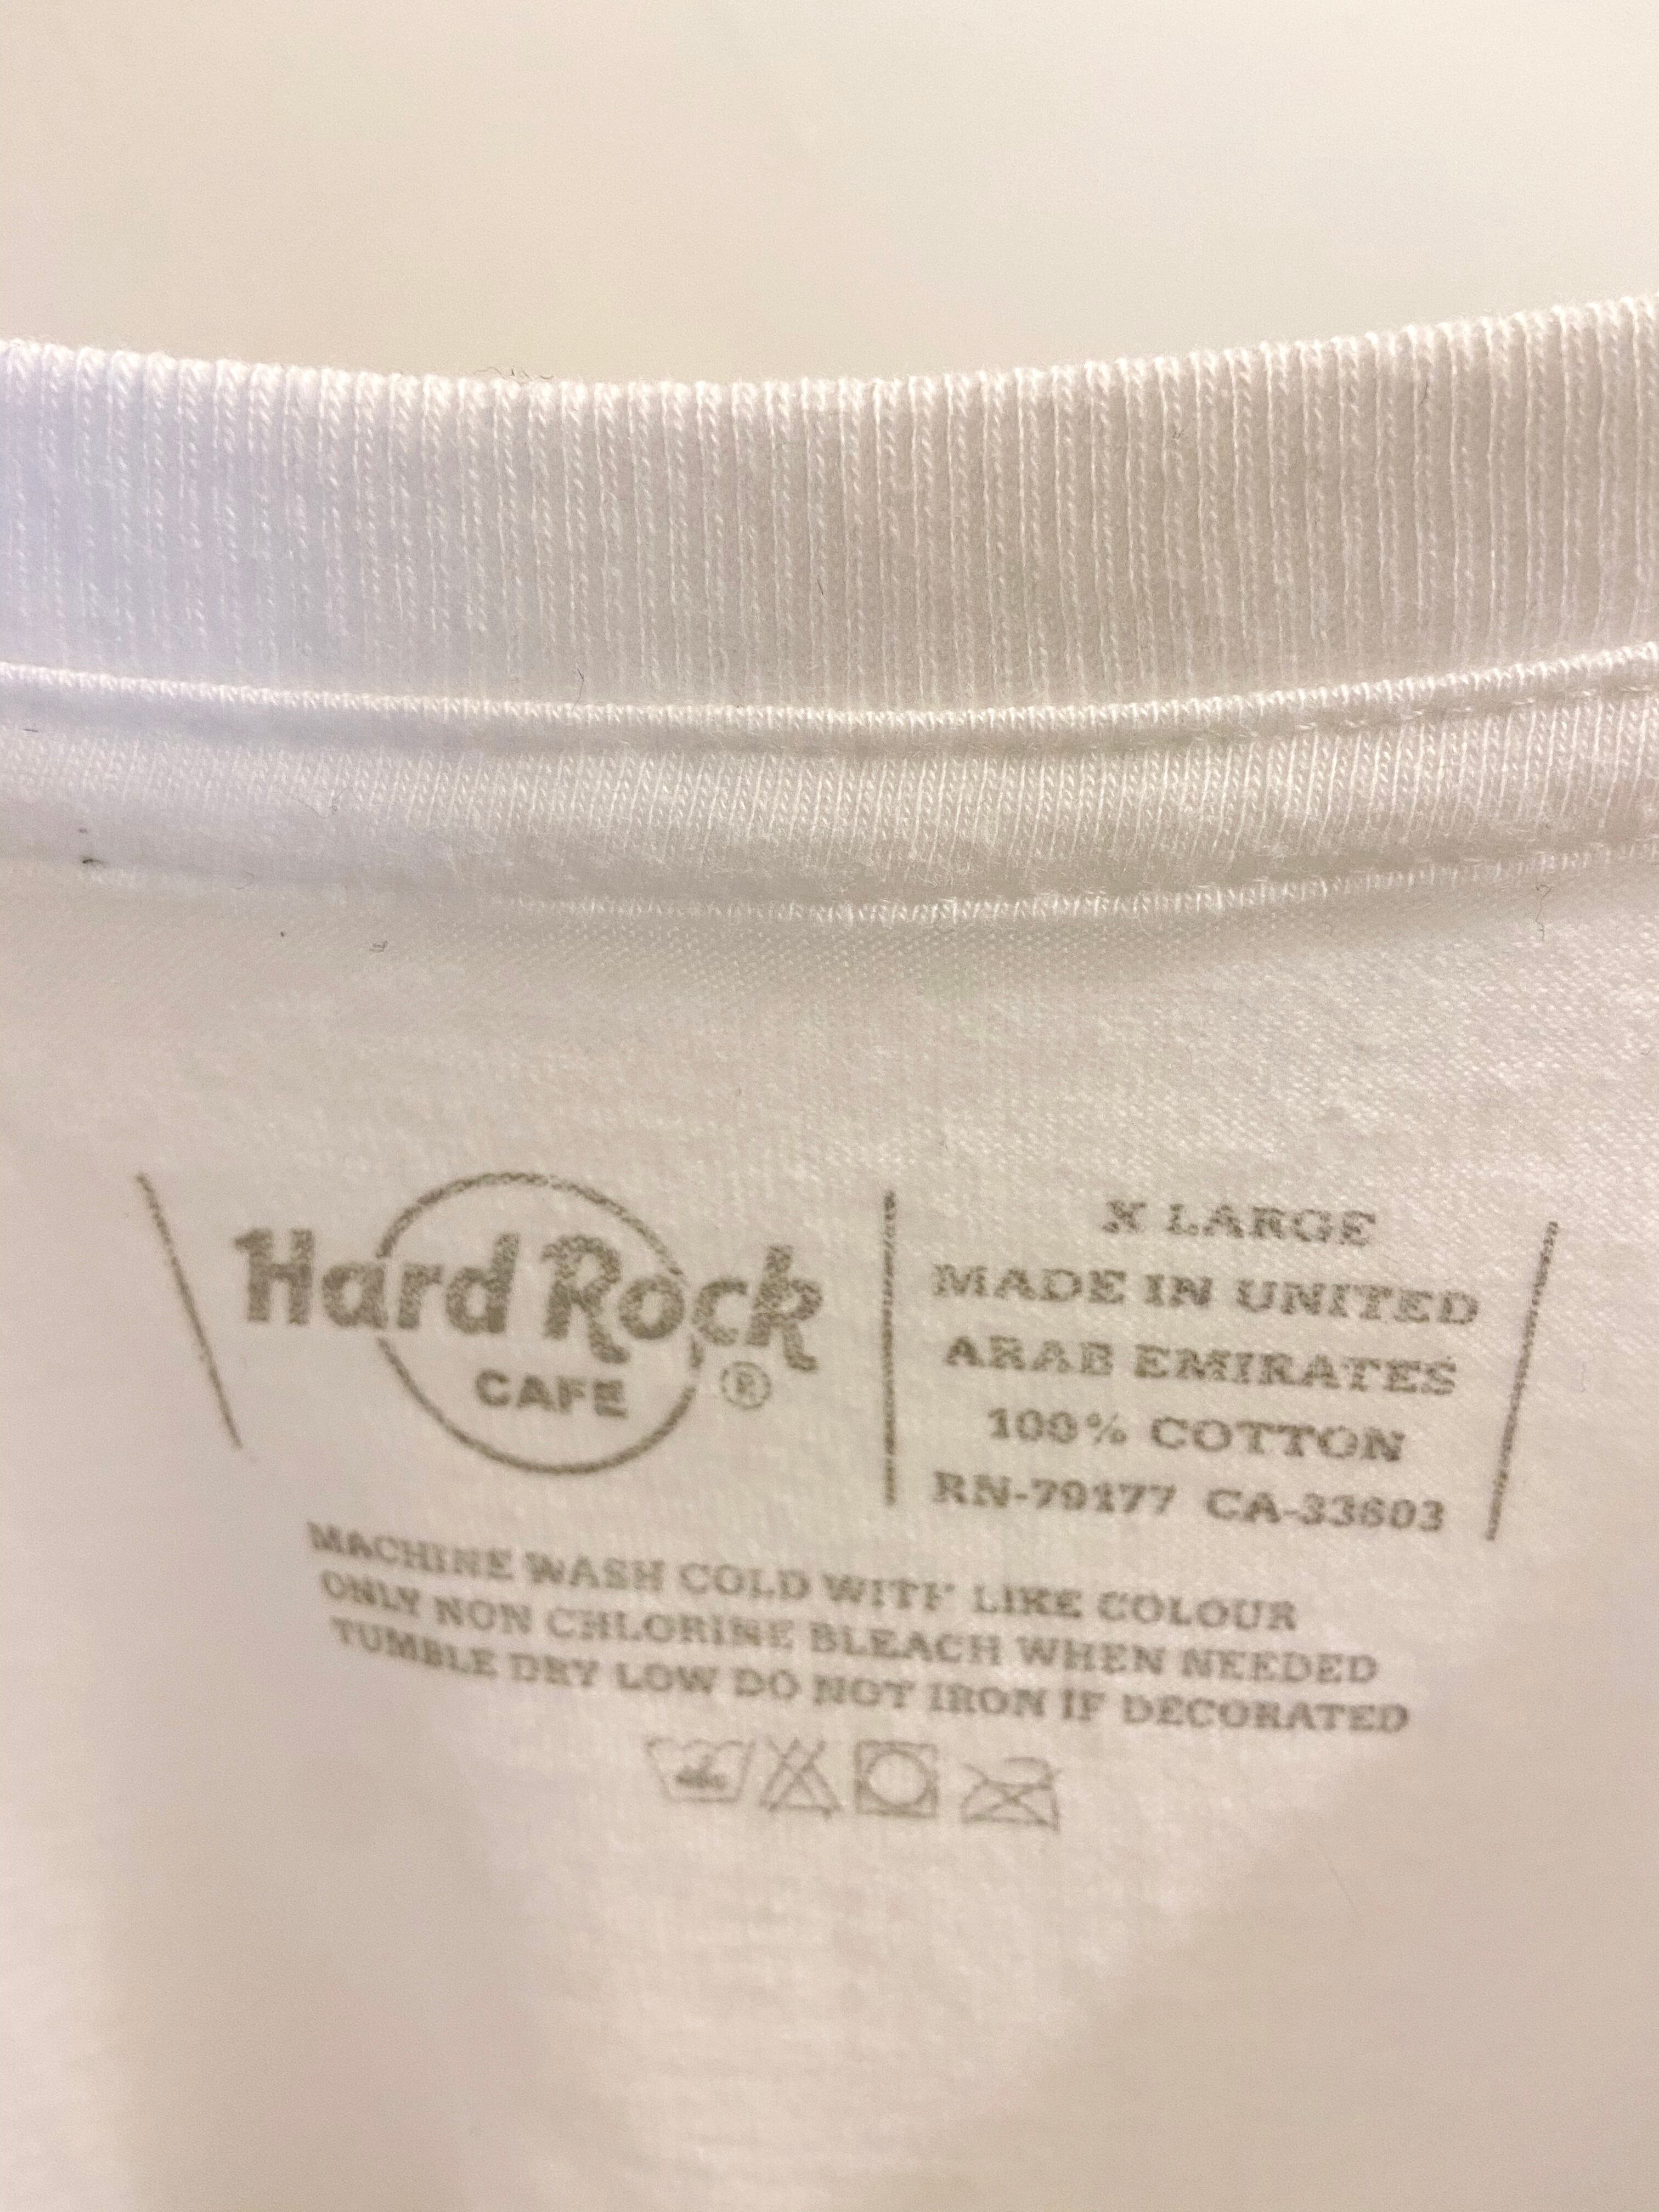 Hard Rock
CAFE ®
X LARGE
MADE IN UNITED
ARAB EMIRATES
100% COTTON
RN-79177 CA-33603
MACHINE WASH COLD WITH LIKE COLOUR
ONLY NON CHLORINE BLEACH WHEN NEEDED
TUMBLE DRY LOW DO NOT IRON IF DECORATED